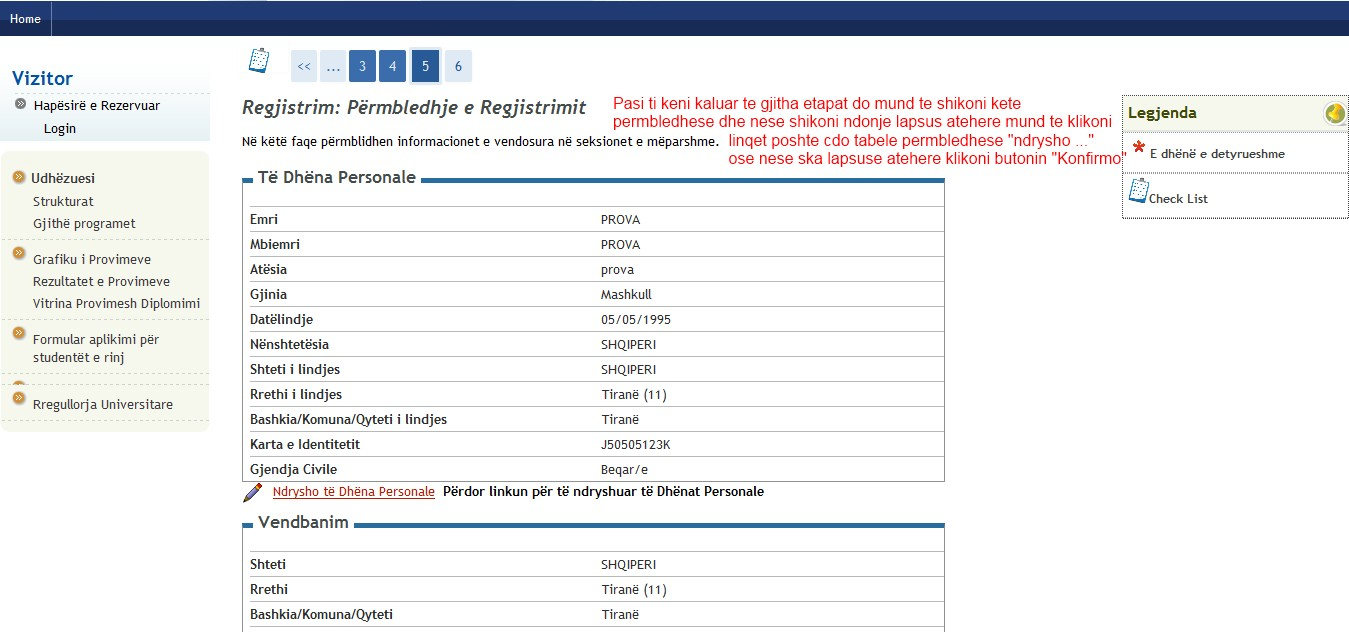 Home
Vizitor
Hapësirë e Rezervuar
Login
Udhëzuesi
Strukturat
Gjithë programet
Grafiku i Provimeve
Rezultatet e Provimeve
Vitrina Provimesh Diplomimi
Formular aplikimi për
studentët e rinj
Rregullorja Universitare
<< ... 3 4 5 6
Regjistrim: Përmbledhje e Regjistrimit
Në këtë faqe përmblidhen informacionet e vendosura në seksionet e mëparshme.
Pasi ti keni kaluar te gjitha etapat do mund te shikoni kete
permbledhese dhe nese shikoni ndonje lapsus atehere mund te klikoni
linqet poshte cdo tabele permbledhese "ndrysho ..."
ose nese ska lapsuse atehere klikoni butonin "Konfirmo"
Të Dhëna Personale
Emri PROVA
Mbiemri PROVA
Atësia prova
Gjinia Mashkull
Datëlindje 05/05/1995
Nënshtetësia SHQIPERI
Shteti i lindjes SHQIPERI
Rrethi i lindjes Tiranë (11)
Bashkia/Komuna/Qyteti i lindjes Tiranë
Karta e Identitetit J50505123K
Gjendja Civile Beqar/e
Ndrysho të Dhëna Personale Përdor linkun për të ndryshuar të Dhënat Personale
Vendbanim
Shteti SHQIPERI
Rrethi Tiranë (11)
Bashkia/Komuna/Qyteti Tiranë
Legjenda
* E dhënë e detyrueshme
Check List